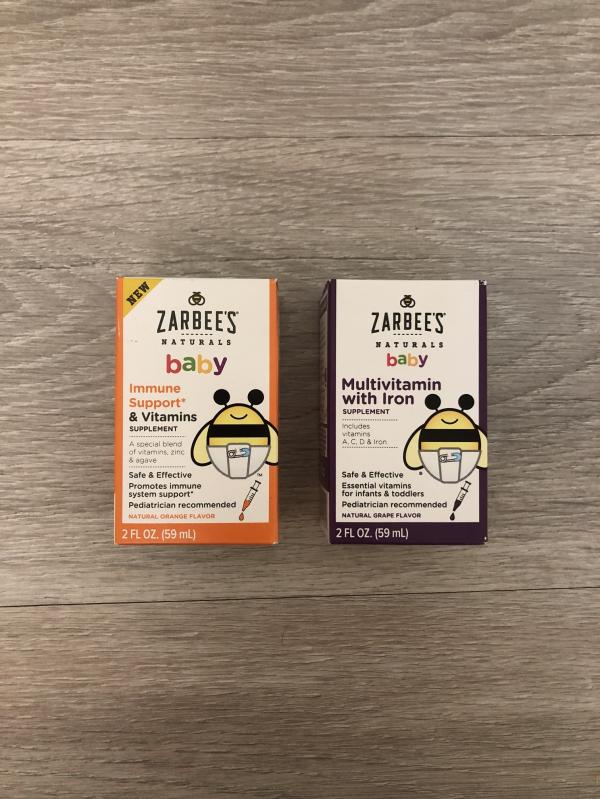 NEW
ZARBEE'S®
NATURALS
baby
Immune
Support*
& Vitamins
SUPPLEMENT
A special blend
of vitamins, zinc
& agave
Safe & Effective
Promotes immune
system support*
Pediatrician recommended
NATURAL ORANGE FLAVOR
™
2 FL OZ. (59 mL)
ZARBEE'S®
NATURALS
baby
Multivitamin
with Iron
SUPPLEMENT
Includes
vitamins
A, C, D & Iron
Safe & Effective
Essential vitamins
for infants & toddlers
Pediatrician recommended
NATURAL GRAPE FLAVOR
2 FL OZ. (59 mL)